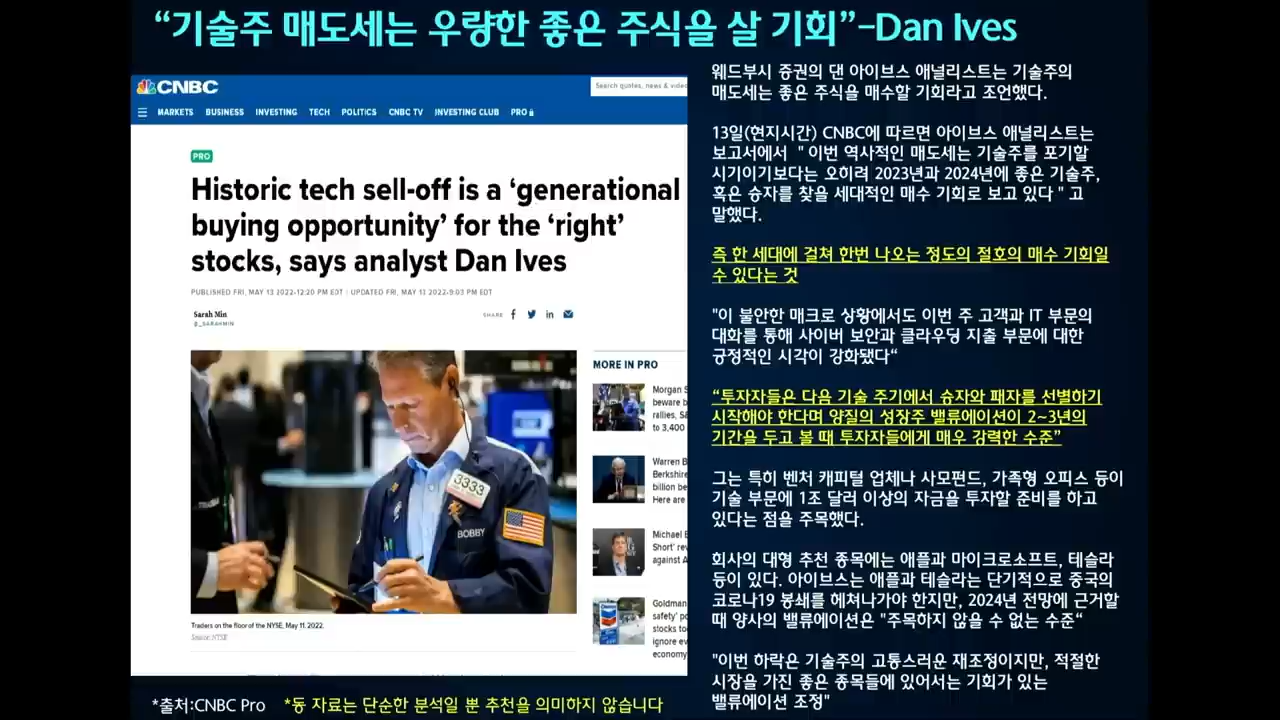 “기술주 매도세는 우량한 좋은 주식을 살 기회”-Dan Ives
CNBC
Search quotes, news & videos
MARKETS BUSINESS INVESTING TECH POLITICS CNBC TV INVESTING CLUB PRO
PRO
Historic tech sell-off is a ‘generational
buying opportunity’ for the ‘right’
stocks, says analyst Dan Ives
PUBLISHED FRI, MAY 13 2022-12:20 PM EDT | UPDATED FRI, MAY 13 2022-9:03 PM EDT
Sarah Min
@_SARAHMIN
SHARE
3333
BOBBY
Traders on the floor of the NYSE, May 11, 2022.
Source: NYSE
MORE IN PRO
Morgan S
beware b
rallies, S&
to 3,400
Warren B
Berkshire
billion be
Here are
Michael B
Short’ rev
against A
Goldman
safety’ po
stocks to
ignore ev
economy
웨드부시 증권의 댄 아이브스 애널리스트는 기술주의
매도세는 좋은 주식을 매수할 기회라고 조언했다.
13일(현지시간) CNBC에 따르면 아이브스 애널리스트는
보고서에서 " 이번 역사적인 매도세는 기술주를 포기할
시기이기보다는 오히려 2023년과 2024년에 좋은 기술주,
혹은 승자를 찾을 세대적인 매수 기회로 보고 있다 " 고
말했다.
즉 한 세대에 걸쳐 한번 나오는 정도의 절호의 매수 기회일
수 있다는 것
"이 불안한 매크로 상황에서도 이번 주 고객과 IT 부문의
대화를 통해 사이버 보안과 클라우딩 지출 부문에 대한
긍정적인 시각이 강화됐다“
“투자자들은 다음 기술 주기에서 승자와 패자를 선별하기
시작해야 한다며 양질의 성장주 밸류에이션이 2~3년의
기간을 두고 볼 때 투자자들에게 매우 강력한 수준”
그는 특히 벤처 캐피털 업체나 사모펀드, 가족형 오피스 등이
기술 부문에 1조 달러 이상의 자금을 투자할 준비를 하고
있다는 점을 주목했다.
회사의 대형 추천 종목에는 애플과 마이크로소프트, 테슬라
등이 있다. 아이브스는 애플과 테슬라는 단기적으로 중국의
코로나19 봉쇄를 헤쳐나가야 한지만, 2024년 전망에 근거할
때 양사의 밸류에이션은 "주목하지 않을 수 없는 수준“
"이번 하락은 기술주의 고통스러운 재조정이지만, 적절한
시장을 가진 좋은 종목들에 있어서는 기회가 있는
밸류에이션 조정"
*출처:CNBC Pro *동 자료는 단순한 분석일 뿐 추천을 의미하지 않습니다